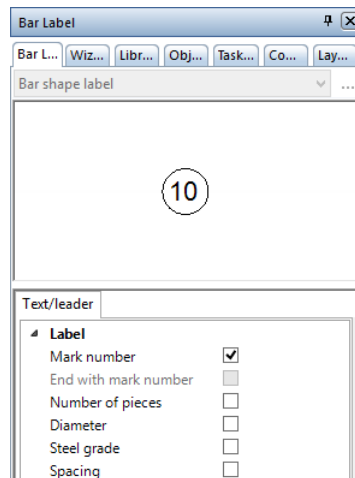 Bar Label
Bar L... Wiz... Libr... Obj... Task... Co... Lay...
Bar shape label ...
10
Text/leader
Label
Mark number
End with mark number
Number of pieces
Diameter
Steel grade
Spacing